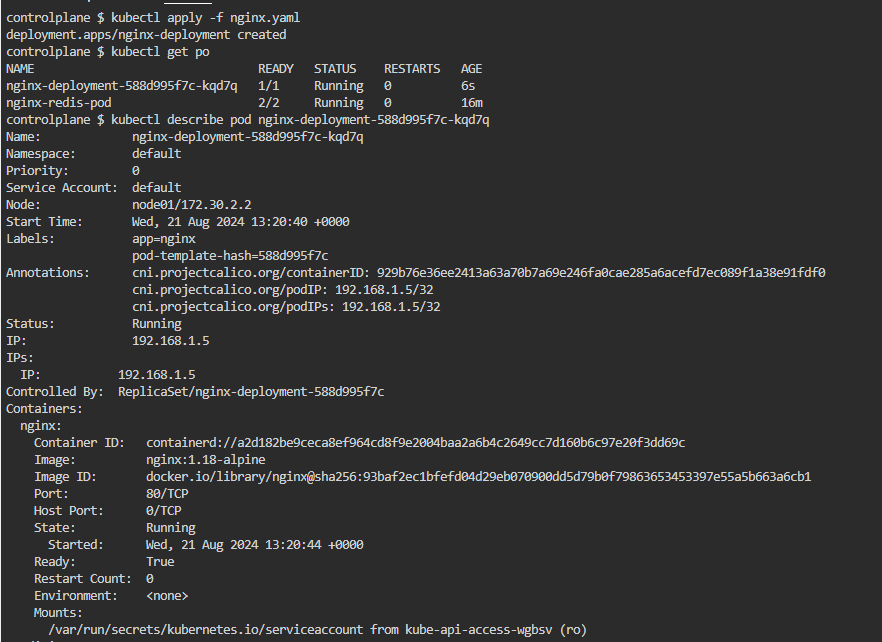 controlplane $ kubectl apply -f nginx.yaml
deployment.apps/nginx-deployment created
controlplane $ kubectl get po
NAME                                READY   STATUS    RESTARTS   AGE
nginx-deployment-588d995f7c-kqd7q   1/1     Running   0          6s
nginx-redis-pod                     2/2     Running   0          16m
controlplane $ kubectl describe pod nginx-deployment-588d995f7c-kqd7q
Name:             nginx-deployment-588d995f7c-kqd7q
Namespace:        default
Priority:         0
Service Account:  default
Node:             node01/172.30.2.2
Start Time:       Wed, 21 Aug 2024 13:20:40 +0000
Labels:           app=nginx
                  pod-template-hash=588d995f7c
Annotations:      cni.projectcalico.org/containerID: 929b76e36ee2413a63a70b7a69e246fa0cae285a6acefd7ec089f1a38e91fdf0
                  cni.projectcalico.org/podIP: 192.168.1.5/32
                  cni.projectcalico.org/podIPs: 192.168.1.5/32
Status:           Running
IP:               192.168.1.5
IPs:
  IP:           192.168.1.5
Controlled By:  ReplicaSet/nginx-deployment-588d995f7c
Containers:
  nginx:
    Container ID:   containerd://a2d182be9ceca8ef964cd8f9e2004baa2a6b4c2649cc7d160b6c97e20f3dd69c
    Image:          nginx:1.18-alpine
    Image ID:       docker.io/library/nginx@sha256:93baf2ec1bfefd04d29eb070900dd5d79b0f79863653453397e55a5b663a6cb1
    Port:           80/TCP
    Host Port:      0/TCP
    State:          Running
      Started:      Wed, 21 Aug 2024 13:20:44 +0000
    Ready:          True
    Restart Count:  0
    Environment:    <none>
    Mounts:
      /var/run/secrets/kubernetes.io/serviceaccount from kube-api-access-wgbsv (ro)